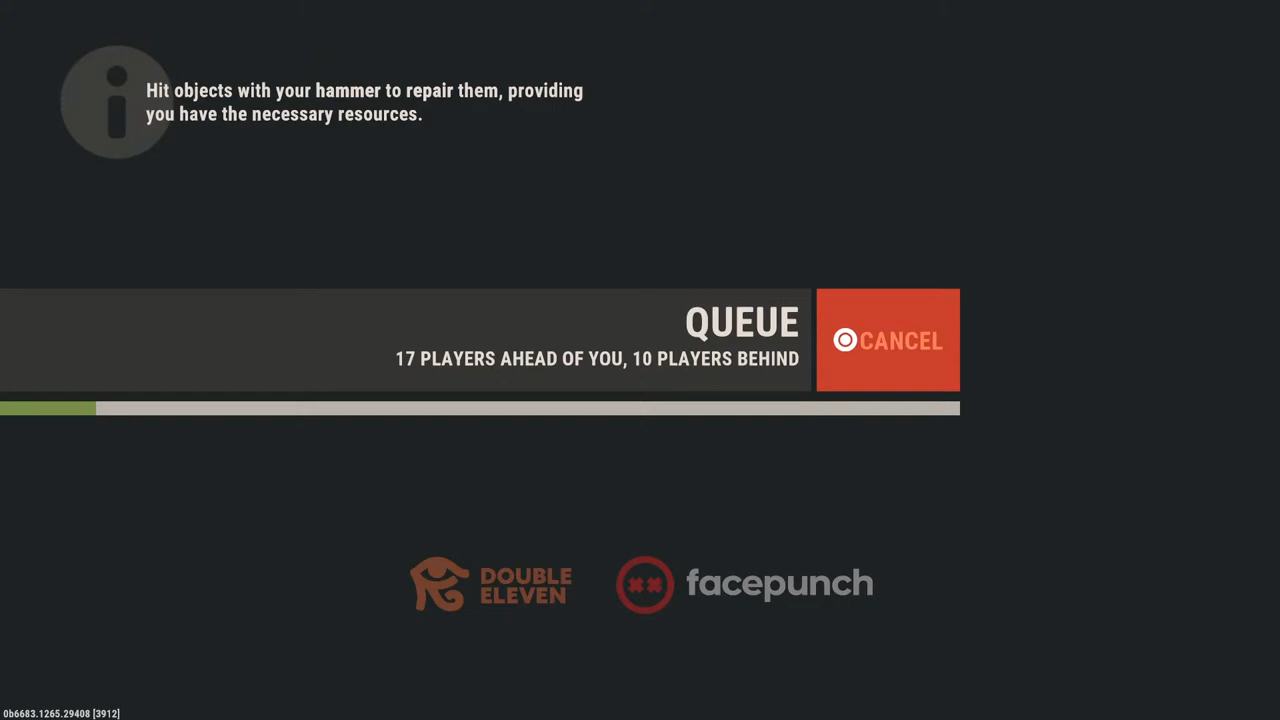 Hit objects with your hammer to repair them, providing
you have the necessary resources.
QUEUE
17 PLAYERS AHEAD OF YOU, 10 PLAYERS BEHIND
CANCEL
DOUBLE
ELEVEN
facepunch
0b6683.1265.29408 [3912]